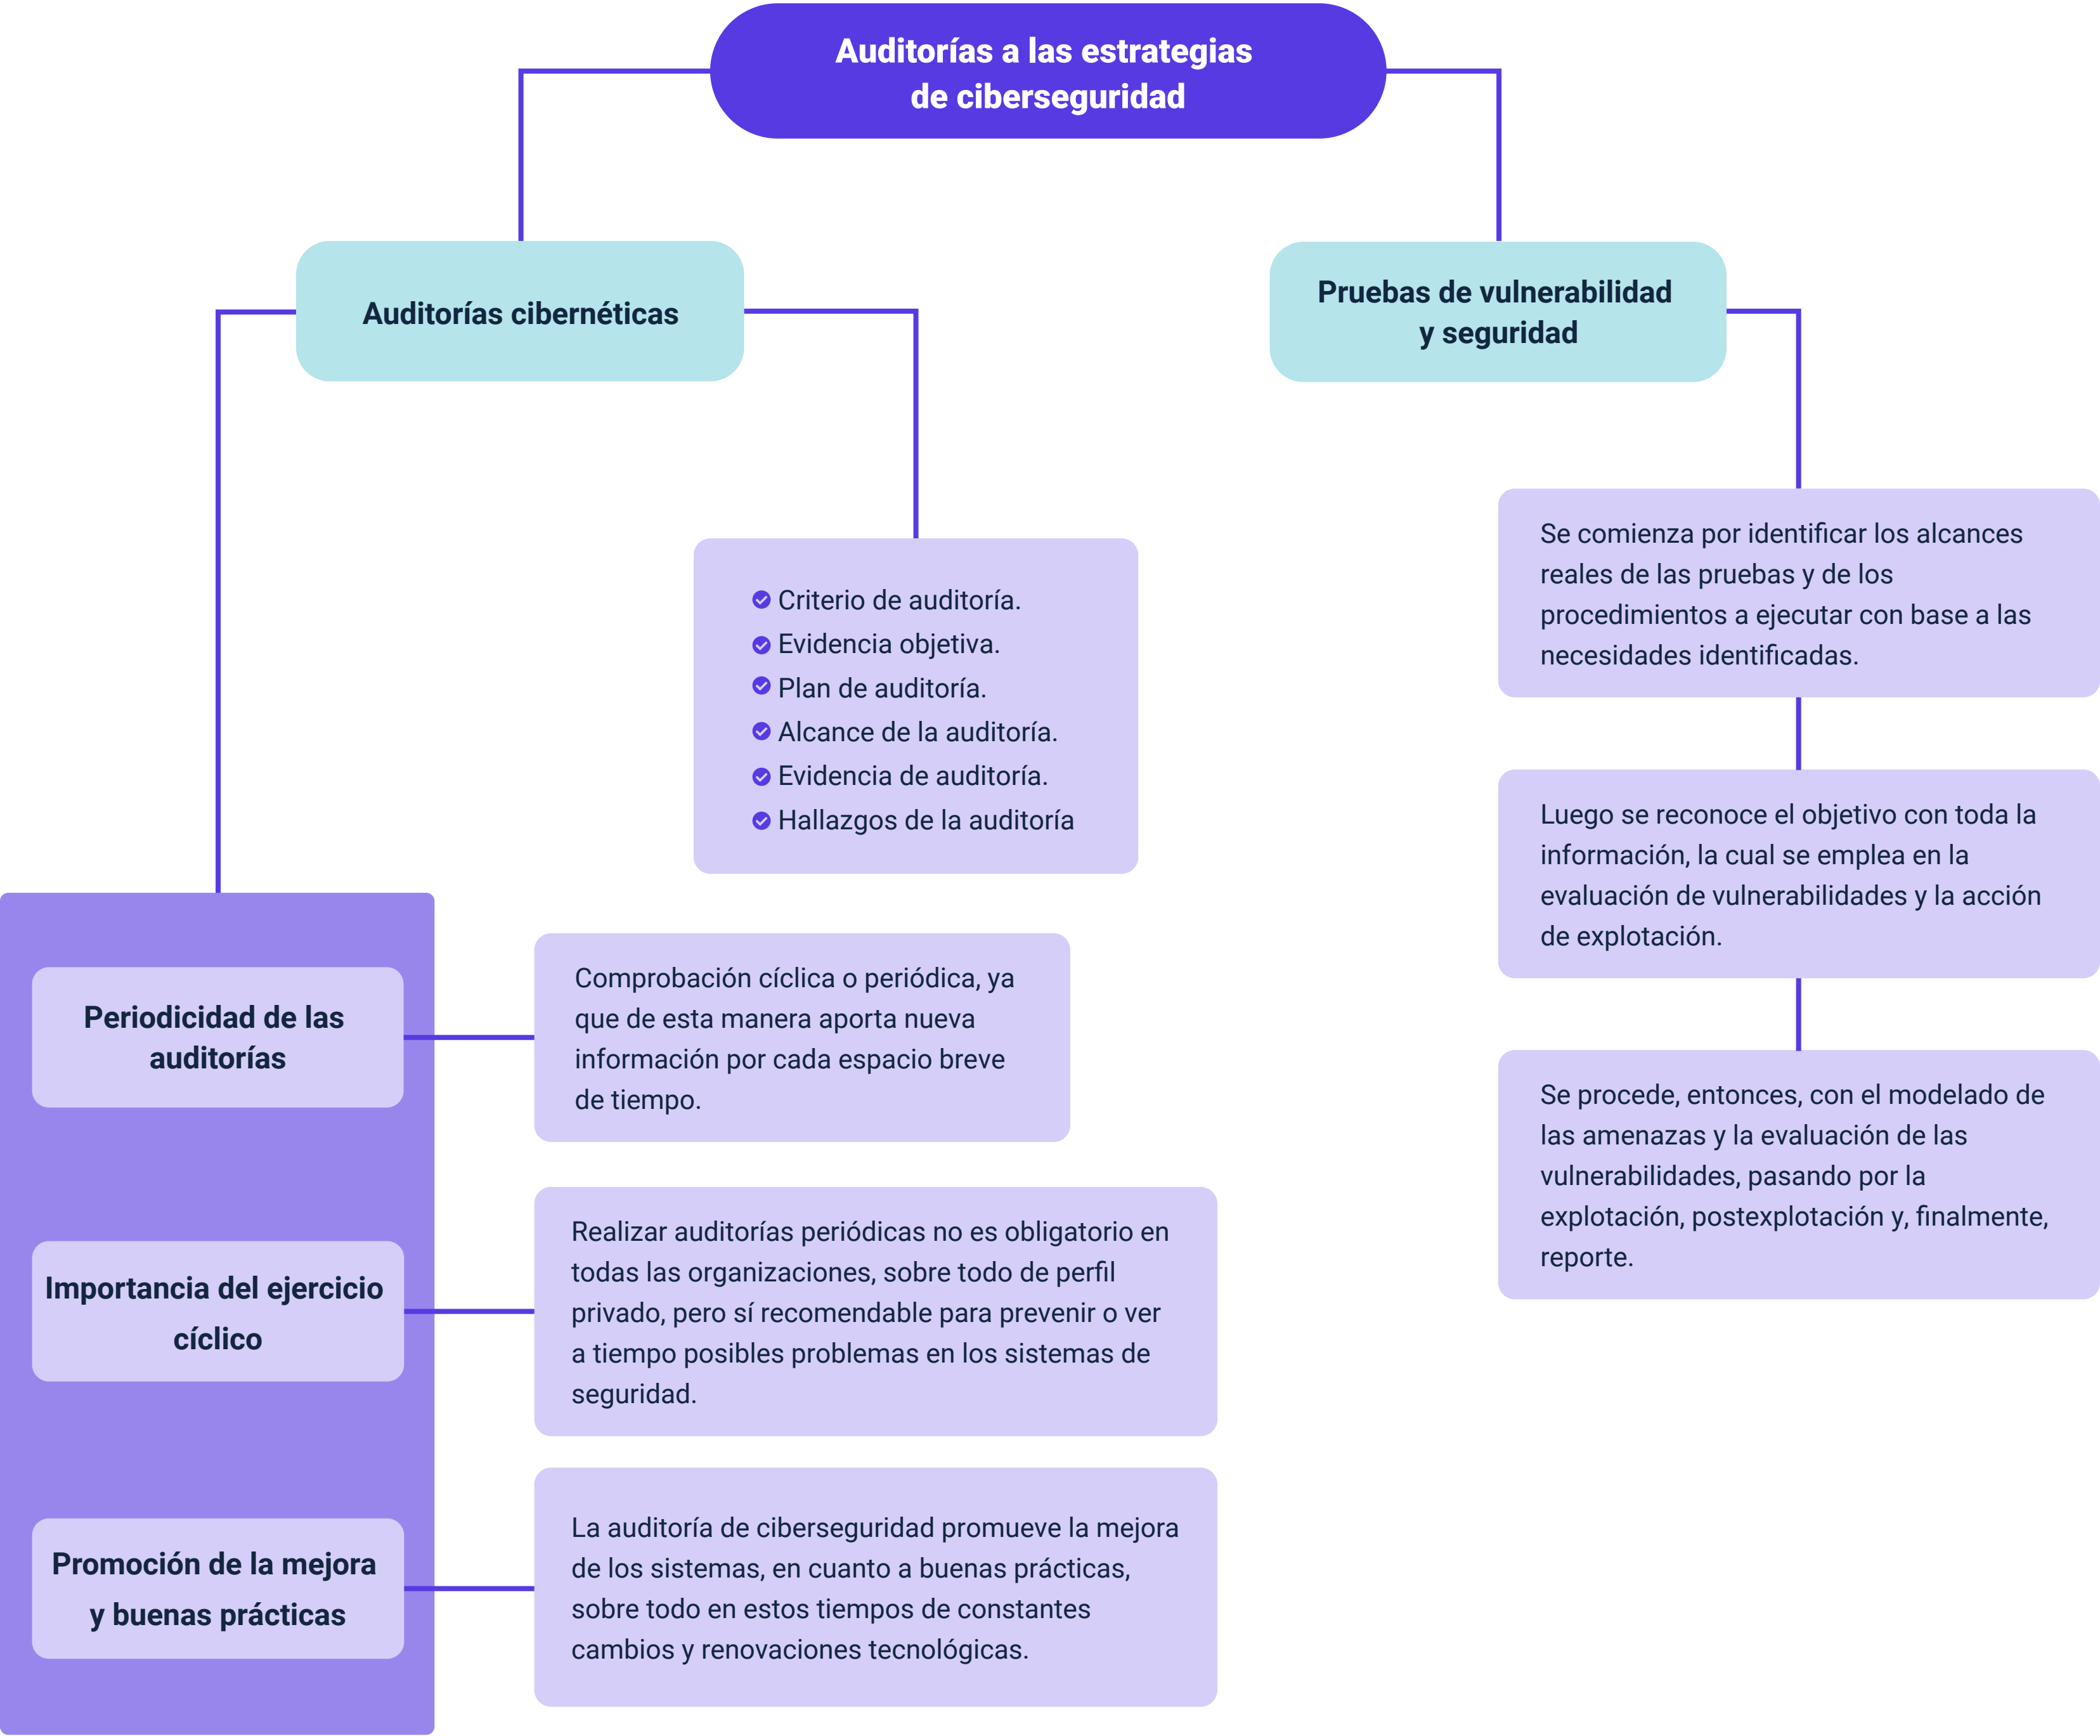 Auditorías a las estrategias
de ciberseguridad
Auditorías cibernéticas
Pruebas de vulnerabilidad
y seguridad
Criterio de auditoría.
Evidencia objetiva.
Plan de auditoría.
Alcance de la auditoría.
Evidencia de auditoría.
Hallazgos de la auditoría
Periodicidad de las
auditorías
Comprobación cíclica o periódica, ya
que de esta manera aporta nueva
información por cada espacio breve
de tiempo.
Importancia del ejercicio
cíclico
Realizar auditorías periódicas no es obligatorio en
todas las organizaciones, sobre todo de perfil
privado, pero sí recomendable para prevenir o ver
a tiempo posibles problemas en los sistemas de
seguridad.
Promoción de la mejora
y buenas prácticas
La auditoría de ciberseguridad promueve la mejora
de los sistemas, en cuanto a buenas prácticas,
sobre todo en estos tiempos de constantes
cambios y renovaciones tecnológicas.
Se comienza por identificar los alcances
reales de las pruebas y de los
procedimientos a ejecutar con base a las
necesidades identificadas.
Luego se reconoce el objetivo con toda la
información, la cual se emplea en la
evaluación de vulnerabilidades y la acción
de explotación.
Se procede, entonces, con el modelado de
las amenazas y la evaluación de las
vulnerabilidades, pasando por la
explotación, postexplotación y, finalmente,
reporte.